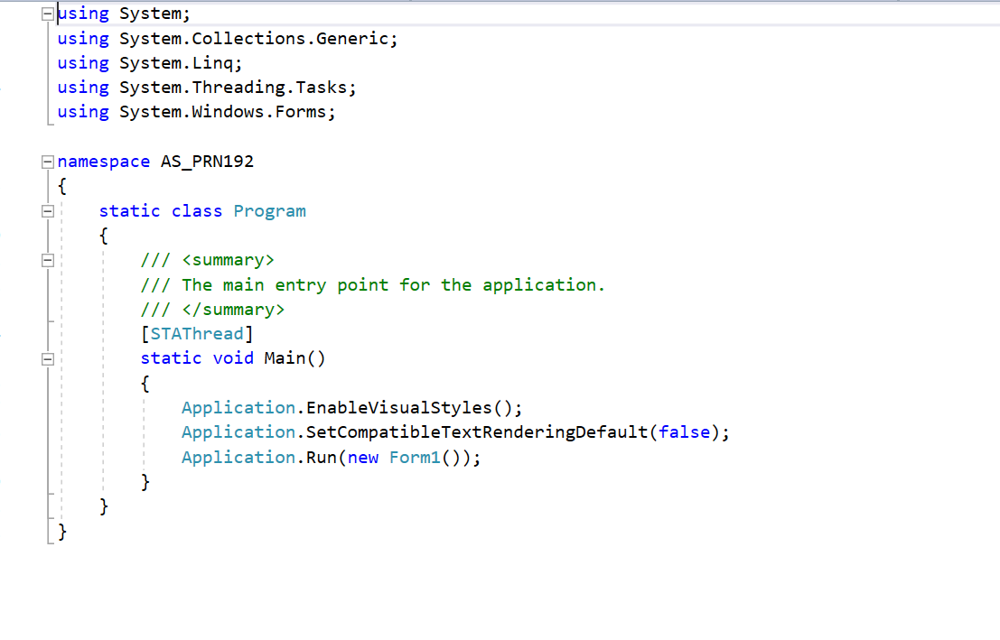 using System;
using System.Collections.Generic;
using System.Linq;
using System.Threading.Tasks;
using System.Windows.Forms;
namespace AS_PRN192
{
static class Program
{
/// <summary>
/// The main entry point for the application.
/// </summary>
[STAThread]
static void Main()
{
Application.EnableVisualStyles();
Application.SetCompatibleTextRenderingDefault(false);
Application.Run(new Form1());
}
}
}